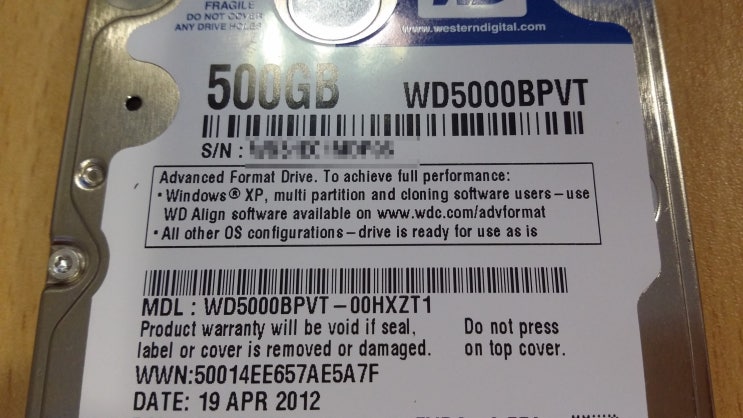 FRAGILE
DO NOT COVER
ANY DRIVE HOLES
www.westerndigital.com
500GB WD5000BPVT
S/N :
Advanced Format Drive. To achieve full performance:
• Windows® XP, multi partition and cloning software users – use
WD Align software available on www.wdc.com/advformat
• All other OS configurations – drive is ready for use as is
MDL : WD5000BPVT – 00HXZT1
Product warranty will be void if seal, Do not press
label or cover is removed or damaged. on top cover.
WWN:50014EE657AE5A7F
DATE: 19 APR 2012